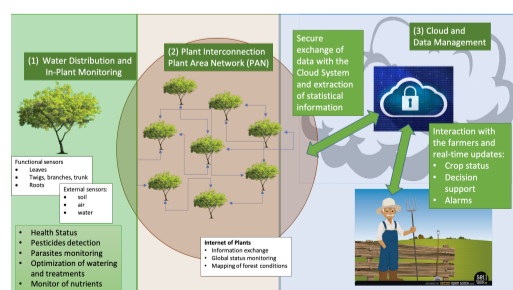 (1) Water Distribution and
In-Plant Monitoring
Functional sensors
• Leaves
• Twigs, branches, trunk
• Roots
External sensors:
• soil
• air
• water
• Health Status
• Pesticides detection
• Parasites monitoring
• Optimization of watering
and treatments
• Monitor of nutrients
(2) Plant Interconnection
Plant Area Network (PAN)
Internet of Plants
• Information exchange
• Global status monitoring
• Mapping of forest conditions
Secure
exchange of
data with the
Cloud System
and extraction
of statistical
information
(3) Cloud and
Data Management
Interaction with
the farmers and
real-time updates:
• Crop status
• Decision
support
• Alarms